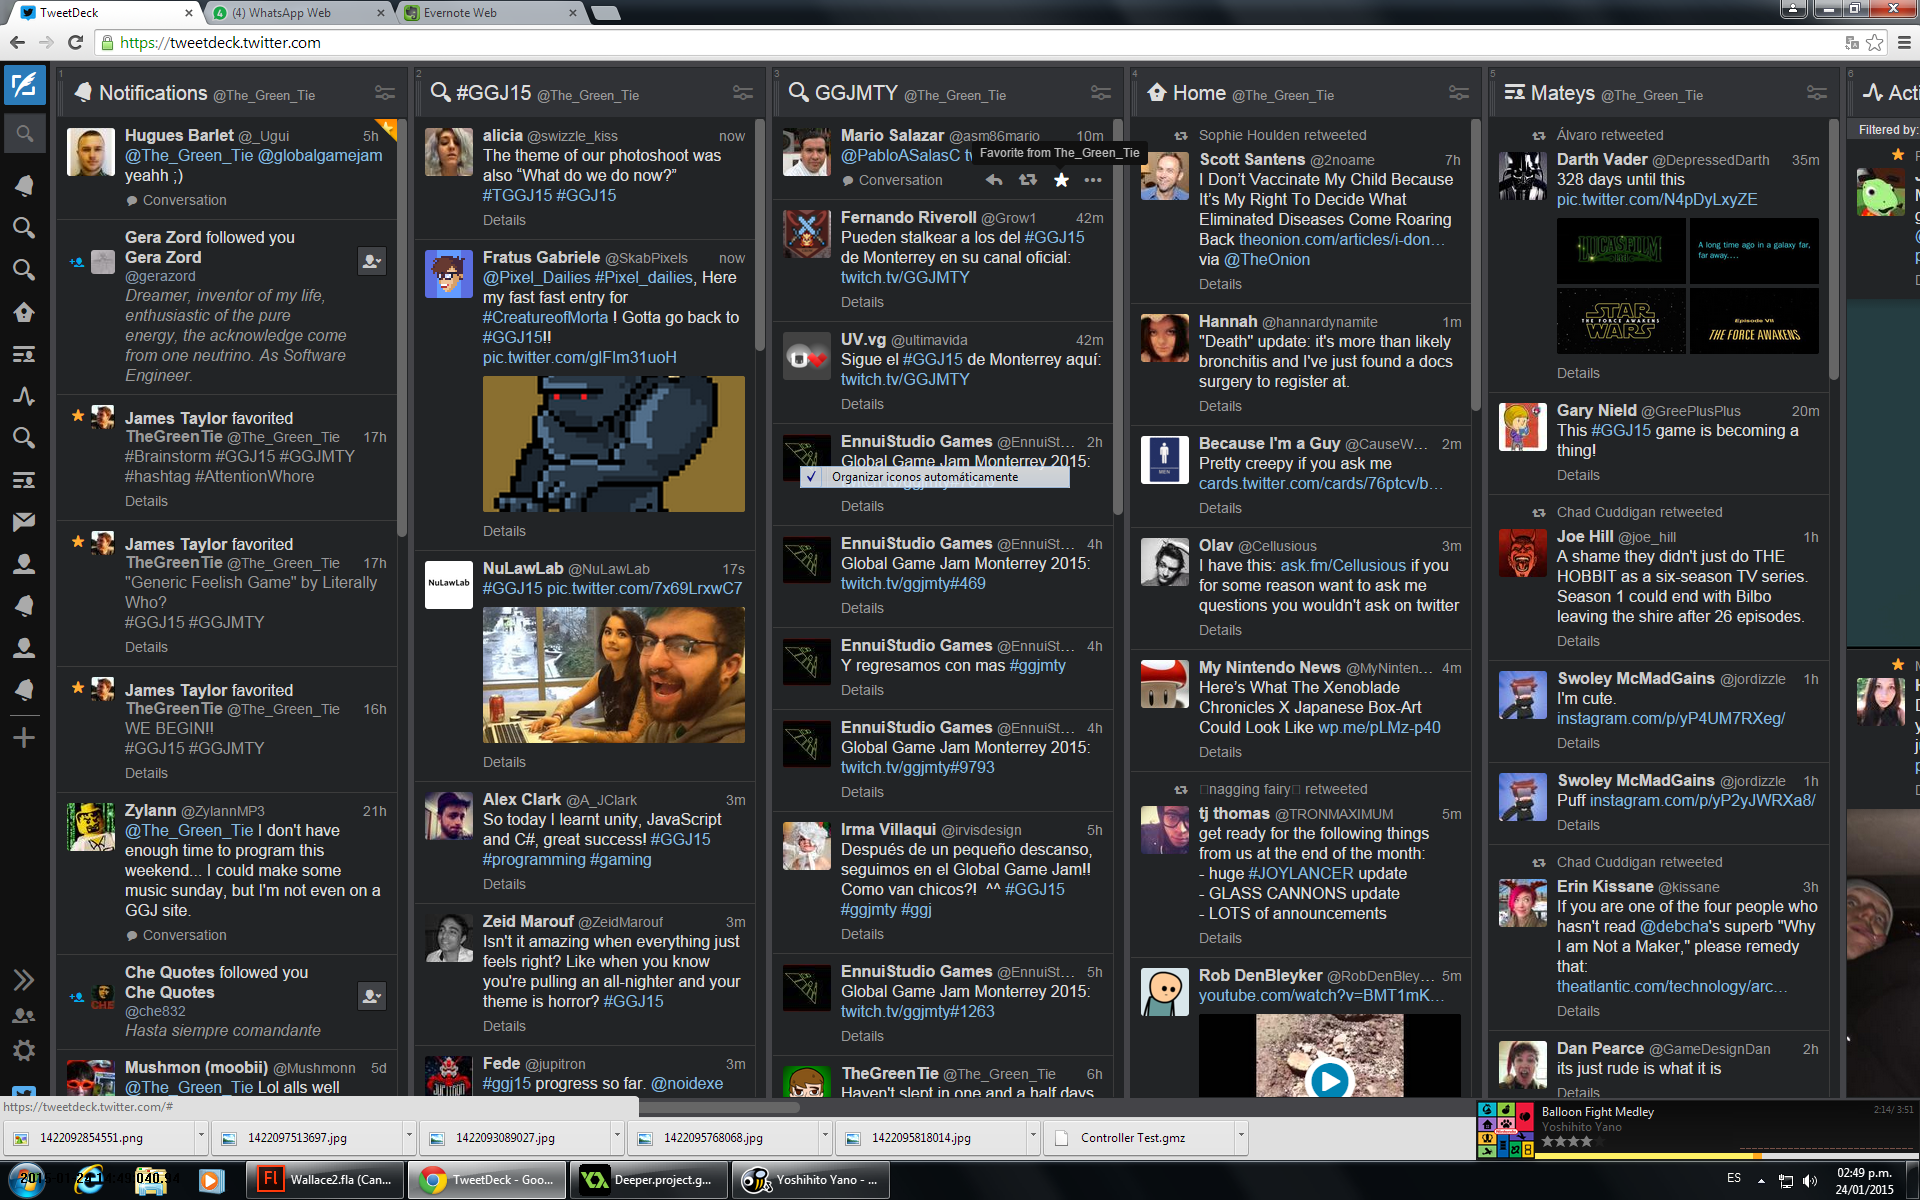 TweetDeck
(4) WhatsApp Web
Evernote Web
https://tweetdeck.twitter.com
1
Notifications @The_Green_Tie
Hugues Barlet @_Ugui 5h
@The_Green_Tie @globalgamejam
yeahh ;)
Conversation
Gera Zord followed you
Gera Zord
@gerazord
Dreamer, inventor of my life,
enthusiastic of the pure
energy, the acknowledge come
from one neutrino. As Software
Engineer.
James Taylor favorited
TheGreenTie @The_Green_Tie 17h
#Brainstorm #GGJ15 #GGJMTY
#hashtag #AttentionWhore
Details
James Taylor favorited
TheGreenTie @The_Green_Tie 17h
"Generic Feelish Game" by Literally
Who?
#GGJ15 #GGJMTY
Details
James Taylor favorited
TheGreenTie @The_Green_Tie 16h
WE BEGIN!!
#GGJ15 #GGJMTY
Details
Zylann @ZylannMP3 21h
@The_Green_Tie I don't have
enough time to program this
weekend... I could make some
music sunday, but I'm not even on a
GGJ site.
Conversation
Che Quotes followed you
Che Quotes
@che832
Hasta siempre comandante
Mushmon (moobii) @Mushmonn 5d
@The_Green_Tie Lol alls well
https://tweetdeck.twitter.com/#
2
#GGJ15 @The_Green_Tie
alicia @swizzle_kiss now
The theme of our photoshoot was
also “What do we do now?”
#TGGJ15 #GGJ15
Details
Fratus Gabriele @SkabPixels now
@Pixel_Dailies #Pixel_dailies, Here
my fast fast entry for
#CreatureofMorta ! Gotta go back to
#GGJ15!!
pic.twitter.com/glFIm31uoH
Details
NuLawLab
NuLawLab @NuLawLab 17s
#GGJ15 pic.twitter.com/7x69LrxwC7
Details
Alex Clark @A_JClark 3m
So today I learnt unity, JavaScript
and C#, great success! #GGJ15
#programming #gaming
Details
Zeid Marouf @ZeidMarouf 3m
Isn't it amazing when everything just
feels right? Like when you know
you're pulling an all-nighter and your
theme is horror? #GGJ15
Details
Fede @jupitron 3m
#ggj15 progress so far. @noidexe
3
GGJMTY @The_Green_Tie
Mario Salazar @asm86mario 10m
@PabloASalasC
Favorite from The_Green_Tie
Conversation
Fernando Riveroll @Grow1 42m
Pueden stalkear a los del #GGJ15
de Monterrey en su canal oficial:
twitch.tv/GGJMTY
Details
UV.vg @ultimavida 42m
Sigue el #GGJ15 de Monterrey aquí:
twitch.tv/GGJMTY
Details
EnnuiStudio Games @EnnuiSt... 2h
Global Game Jam Monterrey 2015:
✓ Organizar iconos automáticamente
Details
EnnuiStudio Games @EnnuiSt... 4h
Global Game Jam Monterrey 2015:
twitch.tv/ggjmty#469
Details
EnnuiStudio Games @EnnuiSt... 4h
Y regresamos con mas #ggjmty
Details
EnnuiStudio Games @EnnuiSt... 4h
Global Game Jam Monterrey 2015:
twitch.tv/ggjmty#9793
Details
Irma Villaqui @irvisdesign 5h
Después de un pequeño descanso,
seguimos en el Global Game Jam!!
Como van chicos?! ^^ #GGJ15
#ggjmty #ggj
Details
EnnuiStudio Games @EnnuiSt... 5h
Global Game Jam Monterrey 2015:
twitch.tv/ggjmty#1263
Details
TheGreenTie @The_Green_Tie 6h
Haven't slept in one and a half days
4
Home @The_Green_Tie
Sophie Houlden retweeted
Scott Santens @2noame 7h
I Don’t Vaccinate My Child Because
It’s My Right To Decide What
Eliminated Diseases Come Roaring
Back theonion.com/articles/i-don…
via @TheOnion
Details
Hannah @hannardynamite 1m
"Death" update: it's more than likely
bronchitis and I've just found a docs
surgery to register at.
Details
MEN
Because I'm a Guy @CauseW... 2m
Pretty creepy if you ask me
cards.twitter.com/cards/76ptcv/b…
Details
Olav @Cellusious 3m
I have this: ask.fm/Cellusious if you
for some reason want to ask me
questions you wouldn't ask on twitter
Details
My Nintendo News @MyNinten... 4m
Here’s What The Xenoblade
Chronicles X Japanese Box-Art
Could Look Like wp.me/pLMz-p40
Details
nagging fairy retweeted
tj thomas @TRONMAXIMUM 5m
get ready for the following things
from us at the end of the month:
- huge #JOYLANCER update
- GLASS CANNONS update
- LOTS of announcements
Details
Rob DenBleyker @RobDenBley... 5m
youtube.com/watch?v=BMT1mK…
5
Mateys @The_Green_Tie
Álvaro retweeted
Darth Vader @DepressedDarth 35m
328 days until this
pic.twitter.com/N4pDyLxyZE
LUCASFILM
A long time ago in a galaxy far,
far away....
STAR
THE FORCE AWAKENS
WARS
Episode VII
THE FORCE AWAKENS
Details
Gary Nield @GreePlusPlus 20m
This #GGJ15 game is becoming a
thing!
Details
Chad Cuddigan retweeted
Joe Hill @joe_hill 1h
A shame they didn't just do THE
HOBBIT as a six-season TV series.
Season 1 could end with Bilbo
leaving the shire after 26 episodes.
Details
Swoley McMadGains @jordizzle 1h
I'm cute.
instagram.com/p/yP4UM7RXeg/
Details
Swoley McMadGains @jordizzle 1h
Puff instagram.com/p/yP2yJWRXa8/
Details
Chad Cuddigan retweeted
Erin Kissane @kissane 3h
If you are one of the four people who
hasn't read @debcha's superb "Why
I am Not a Maker," please remedy
that:
theatlantic.com/technology/arc…
Details
Dan Pearce @GameDesignDan 2h
its just rude is what it is
Details
6
Acti
Filtered by:
1422092854551.png
1422097513697.jpg
1422093089027.jpg
1422095768068.jpg
1422095818014.jpg
Controller Test.gmz
Balloon Fight Medley
2:14/ 3:51
Yoshihito Yano
Wallace2.fla (Can...
TweetDeck - Goo...
Deeper.project.g...
Yoshihito Yano - ...
ES
02:49 p.m.
24/01/2015